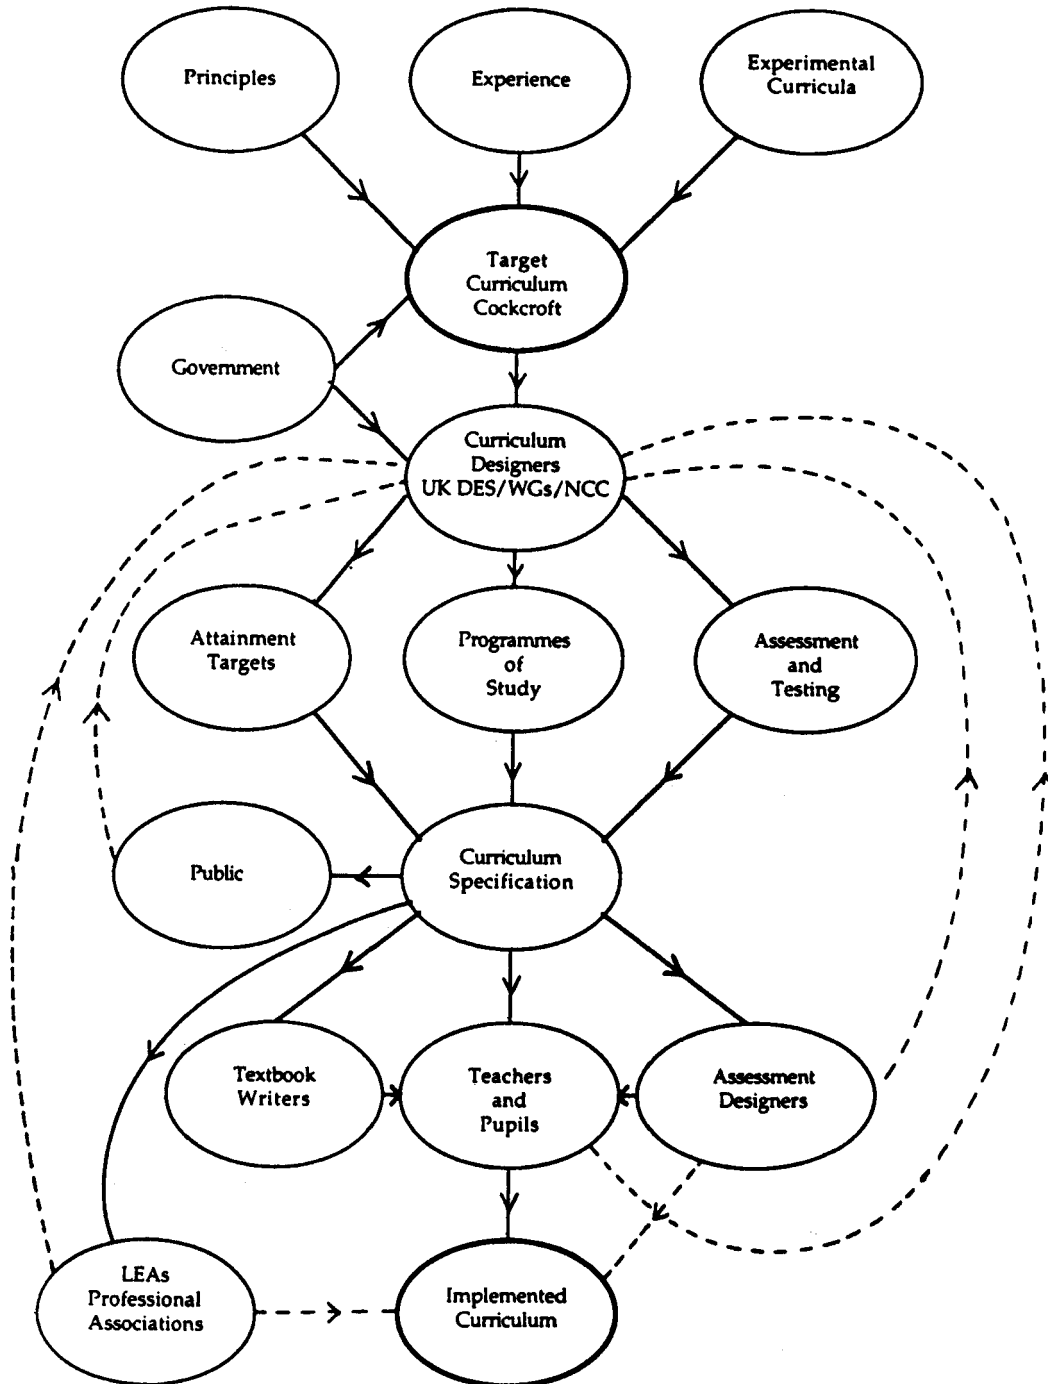 Principles
Experience
Experimental
Curricula
Target
Curriculum
Cockcroft
Government
Curriculum
Designers
UK DES/WGs/NCC
Attainment
Targets
Programmes
of
Study
Assessment
and
Testing
Public
Curriculum
Specification
Textbook
Writers
Teachers
and
Pupils
Assessment
Designers
LEAs
Professional
Associations
Implemented
Curriculum